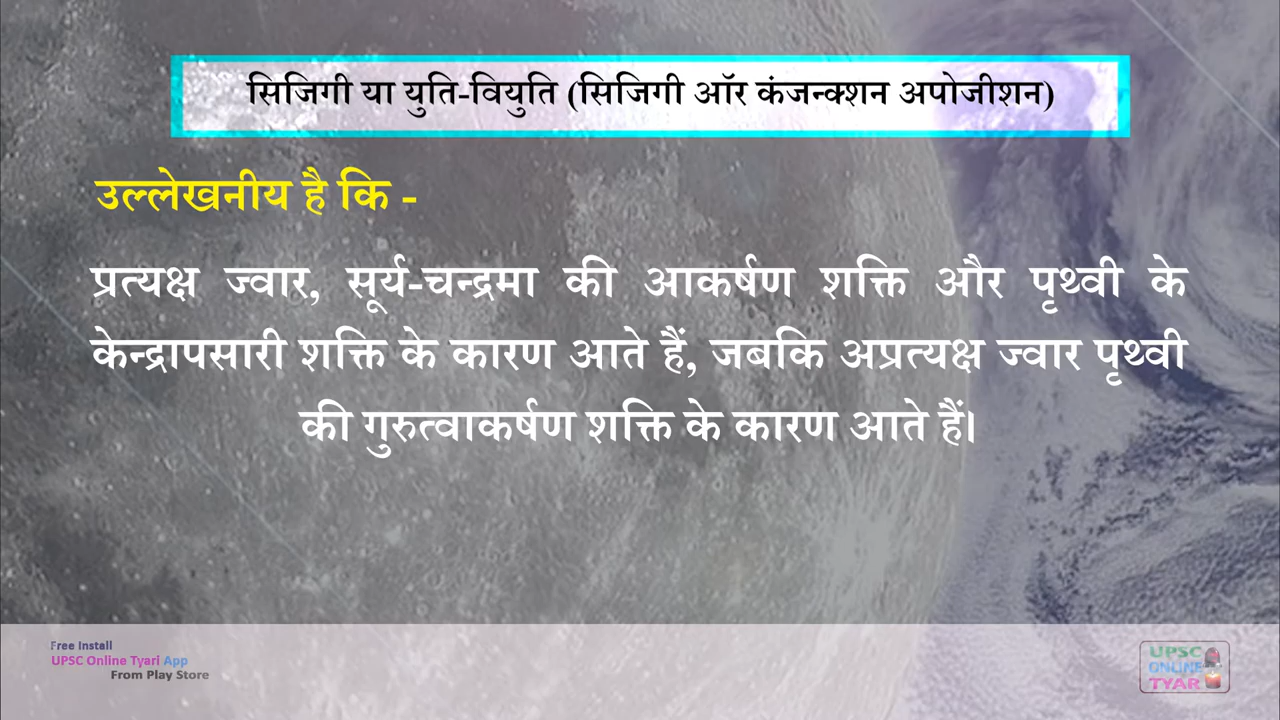 सिजिगी या युति-वियुति (सिजिगी ऑर कंजन्क्शन अपोजीशन)
उल्लेखनीय है कि -
प्रत्यक्ष ज्वार, सूर्य-चन्द्रमा की आकर्षण शक्ति और पृथ्वी के
केन्द्रापसारी शक्ति के कारण आते हैं, जबकि अप्रत्यक्ष ज्वार पृथ्वी
की गुरुत्वाकर्षण शक्ति के कारण आते हैं।
Free Install
UPSC Online Tyari App
From Play Store
UPSC
ONLINE
TYAR